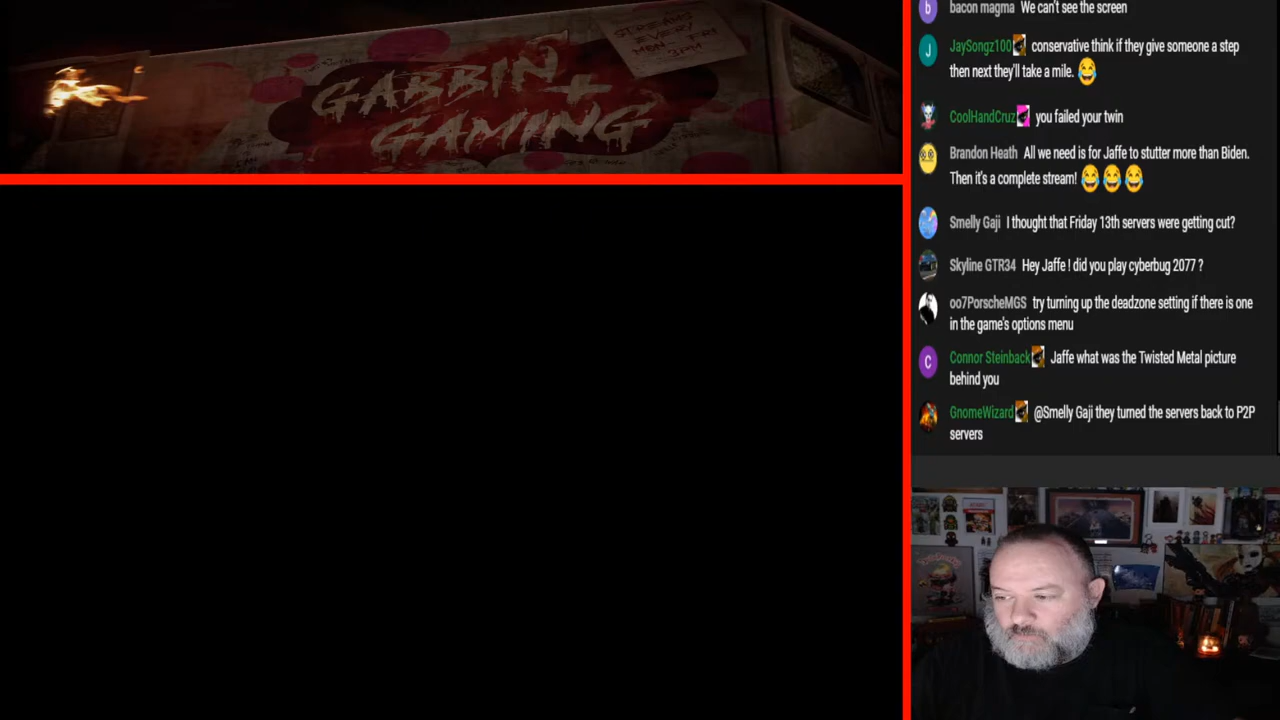 STREAMS
EVERY
MON - FRI
3PM
GABBIN +
GAMING
bacon magma We can't see the screen
JaySongz100 conservative think if they give someone a step
then next they'll take a mile. 😂
CoolHandCruz you failed your twin
Brandon Heath All we need is for Jaffe to stutter more than Biden.
Then it's a complete stream! 😂😂😂
Smelly Gaji I thought that Friday 13th servers were getting cut?
Skyline GTR34 Hey Jaffe ! did you play cyberbug 2077 ?
oo7PorscheMGS try turning up the deadzone setting if there is one
in the game's options menu
Connor Steinback Jaffe what was the Twisted Metal picture
behind you
GnomeWizard @Smelly Gaji they turned the servers back to P2P
servers